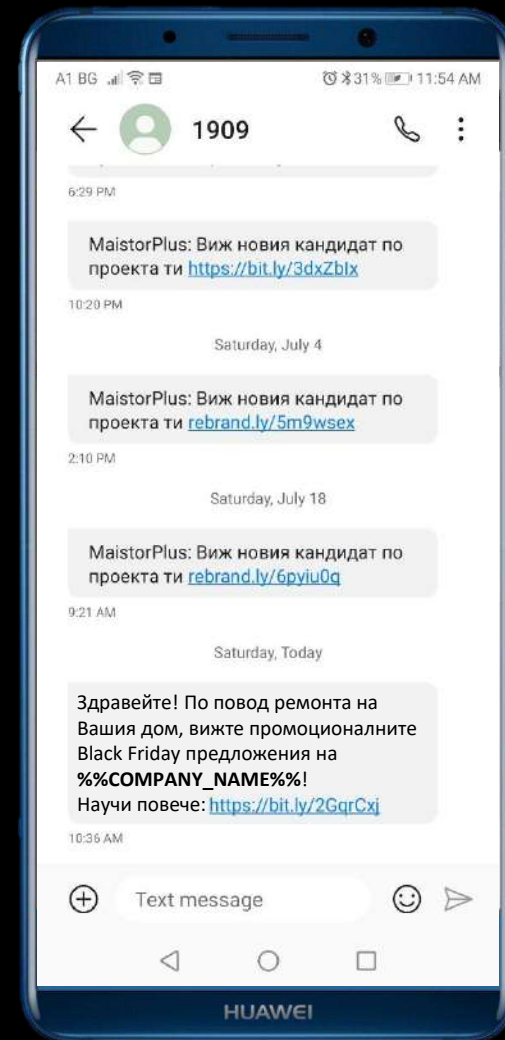 A1 BG 31% 11:54 AM
1909
6:29 PM
MaistorPlus: Виж новия кандидат по
проекта ти https://bit.ly/3dxZbIx
10:20 PM
Saturday, July 4
MaistorPlus: Виж новия кандидат по
проекта ти rebrand.ly/5m9wsex
2:10 PM
Saturday, July 18
MaistorPlus: Виж новия кандидат по
проекта ти rebrand.ly/6pyiu0q
9:21 AM
Saturday, Today
Здравейте! По повод ремонта на
Вашия дом, вижте промоционалните
Black Friday предложения на
%%COMPANY_NAME%%!
Научи повече: https://bit.ly/2GqrCxj
10:36 AM
Text message
HUAWEI